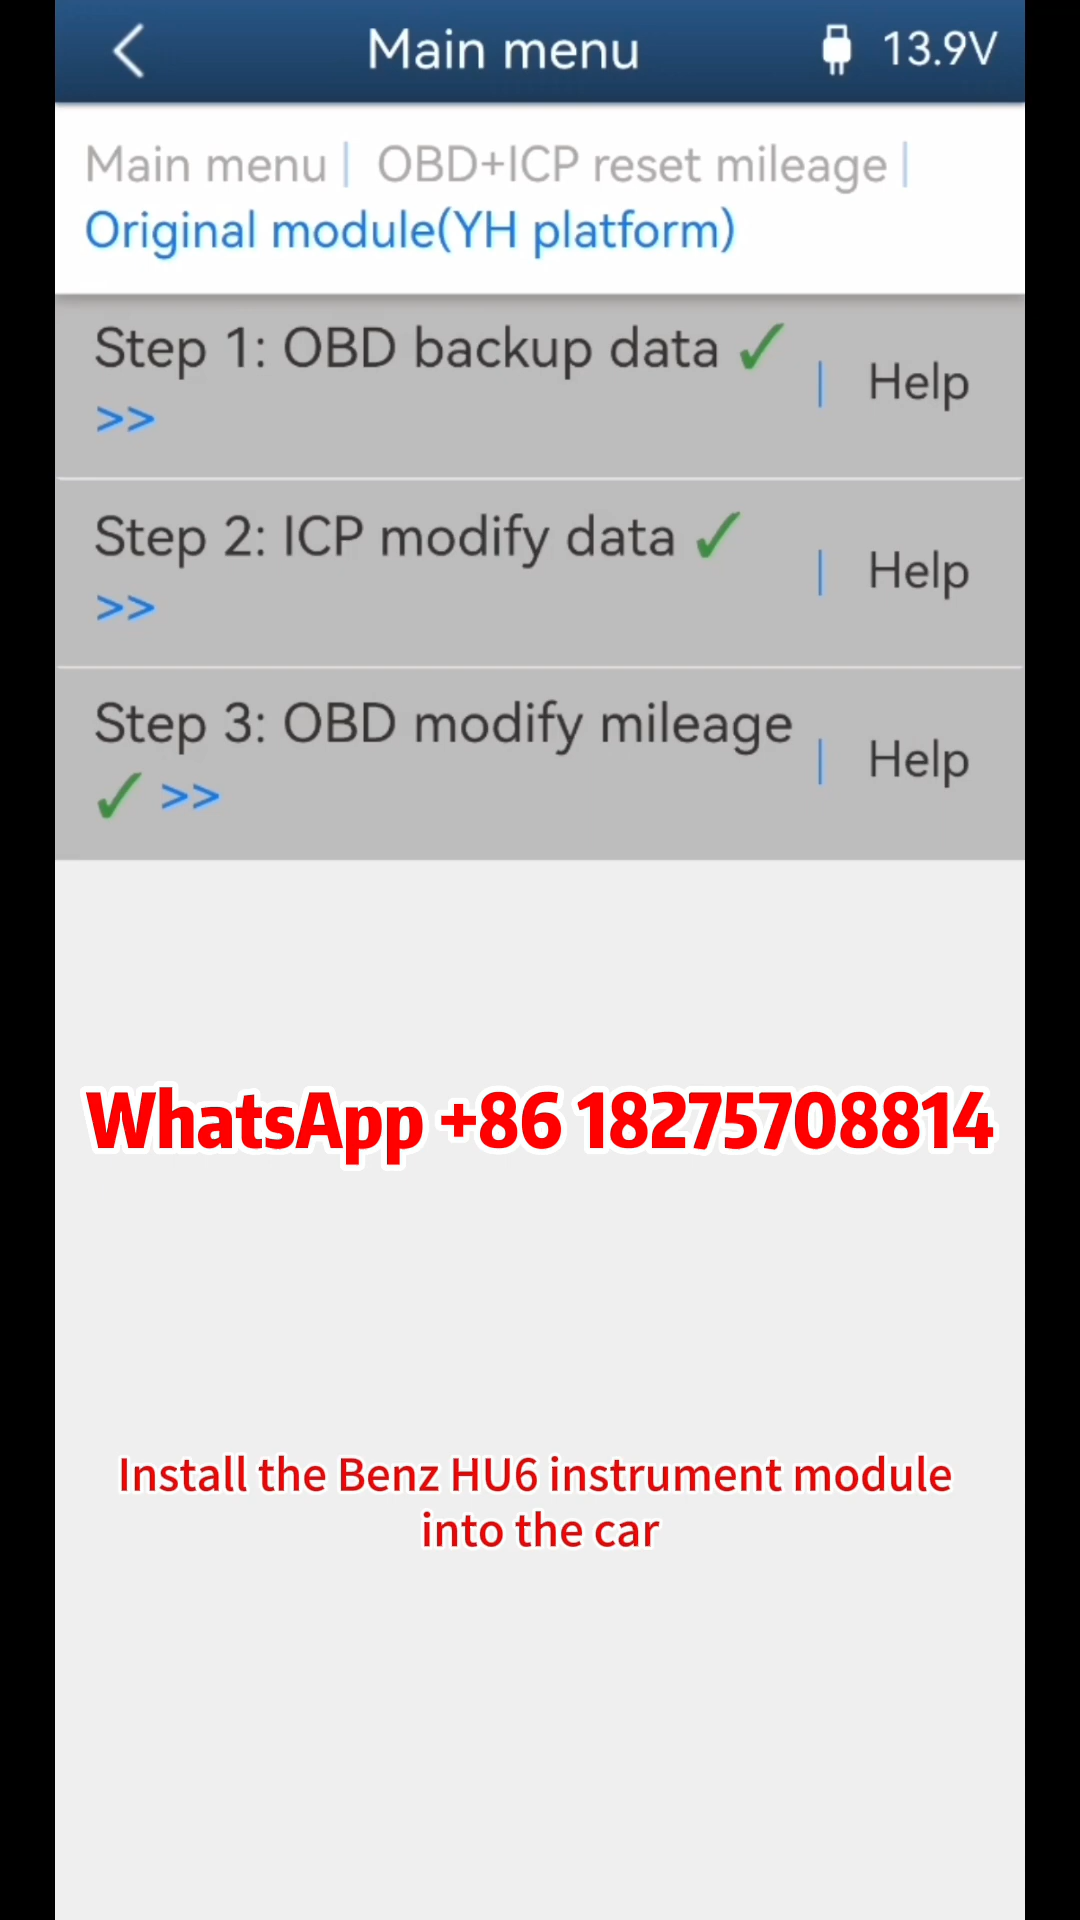 Main menu
13.9V
Main menu | OBD+ICP reset mileage |
Original module(YH platform)
Step 1: OBD backup data ✓
>>
| Help
Step 2: ICP modify data ✓
>>
| Help
Step 3: OBD modify mileage
✓ >>
| Help
WhatsApp +86 18275708814
Install the Benz HU6 instrument module
into the car